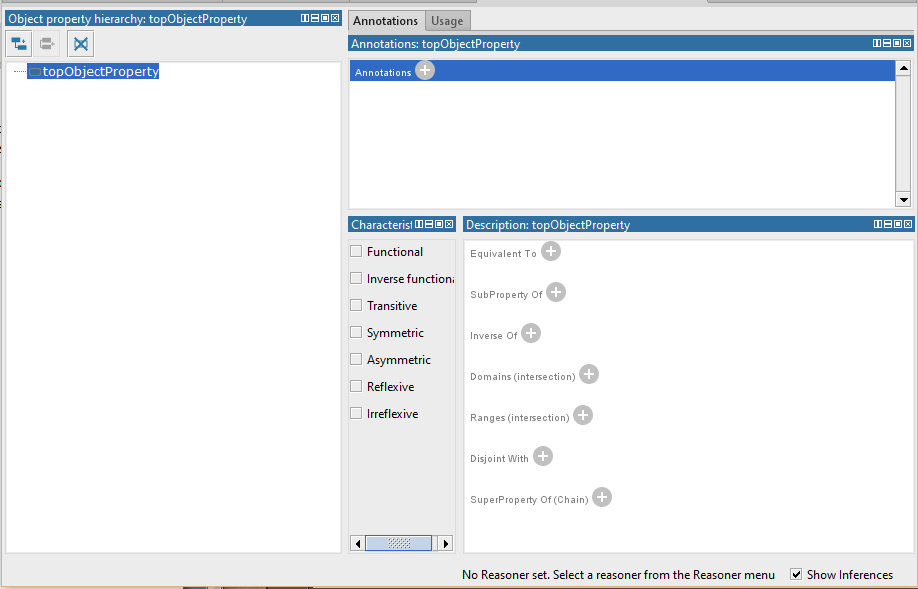 Object property hierarchy: topObjectProperty
topObjectProperty
Annotations Usage
Annotations: topObjectProperty
Annotations
Characterist
Functional
Inverse functiona
Transitive
Symmetric
Asymmetric
Reflexive
Irreflexive
Description: topObjectProperty
Equivalent To
SubProperty Of
Inverse Of
Domains (intersection)
Ranges (intersection)
Disjoint With
SuperProperty Of (Chain)
No Reasoner set. Select a reasoner from the Reasoner menu
Show Inferences